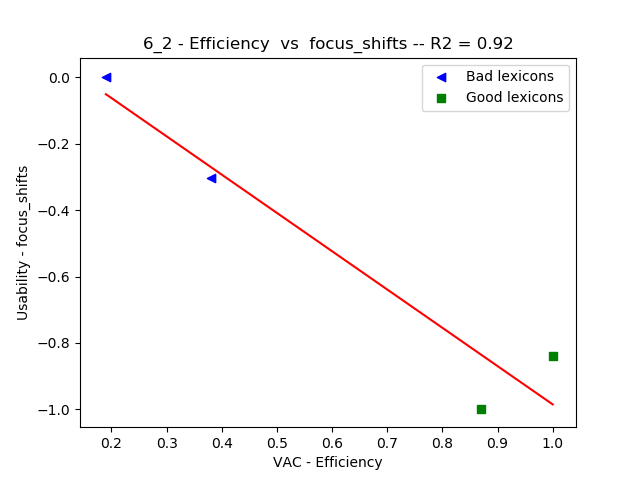 6_2 - Efficiency  vs  focus_shifts -- R2 = 0.92
Bad lexicons
Good lexicons
Usability - focus_shifts
0.0
−0.2
−0.4
−0.6
−0.8
−1.0
0.2 0.3 0.4 0.5 0.6 0.7 0.8 0.9 1.0
VAC - Efficiency